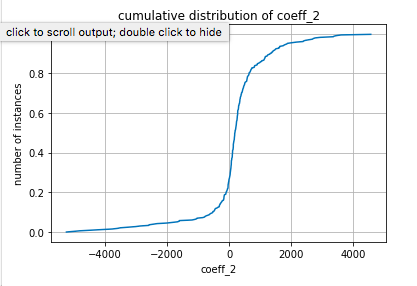 cumulative distribution of coeff_2
click to scroll output; double click to hide
0.8
0.6
0.4
0.2
0.0
number of instances
−4000 −2000 0 2000 4000
coeff_2